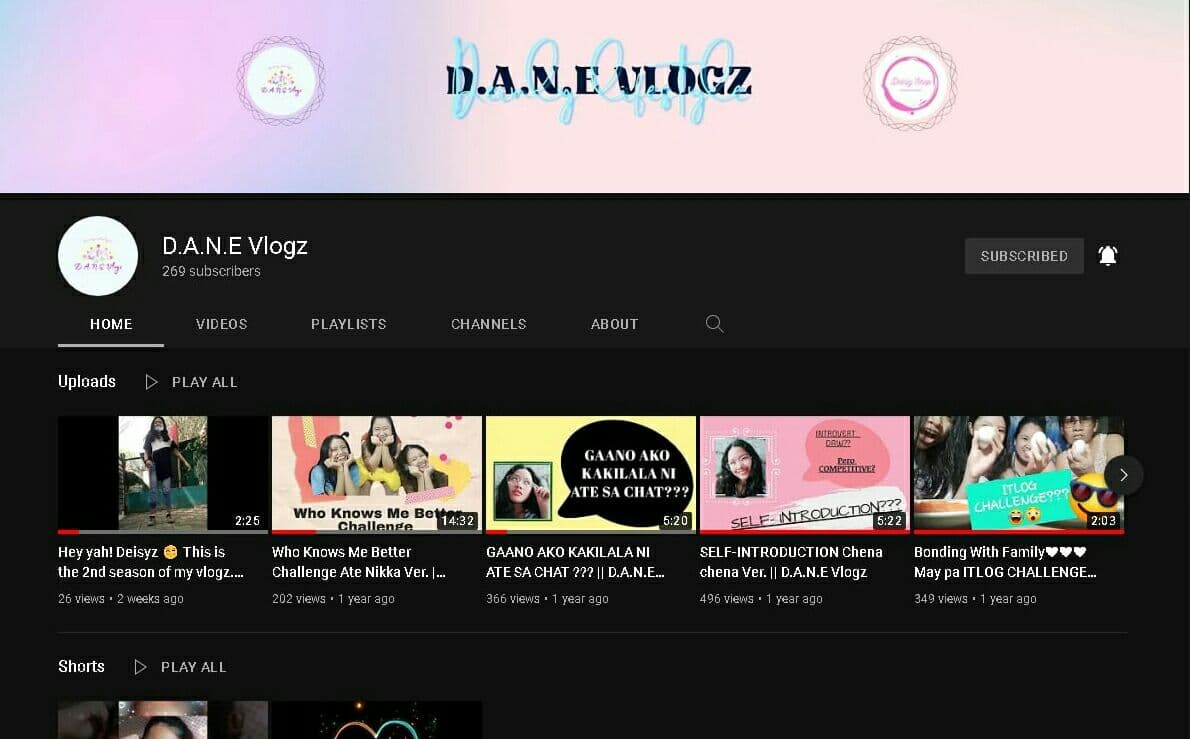 D.A.N.E VLOGZ
D.A.N.E Vlogz
269 subscribers
SUBSCRIBED
HOME
VIDEOS
PLAYLISTS
CHANNELS
ABOUT
Uploads
PLAY ALL
2:25
Who Knows Me Better
Challenge
14:32
GAANO AKO
KAKILALA NI
ATE SA CHAT???
5:20
INTROVERT
Pero
COMPETITIVE?
SELF-INTRODUCTION???
5:22
ITLOG
CHALLENGE???
2:03
Hey yah! Deisyz 😁 This is
the 2nd season of my vlogz....
26 views • 2 weeks ago
Who Knows Me Better
Challenge Ate Nikka Ver. |...
202 views • 1 year ago
GAANO AKO KAKILALA NI
ATE SA CHAT ??? || D.A.N.E...
366 views • 1 year ago
SELF-INTRODUCTION Chena
chena Ver. || D.A.N.E Vlogz
496 views • 1 year ago
Bonding With Family♥♥♥
May pa ITLOG CHALLENGE...
349 views • 1 year ago
Shorts
PLAY ALL